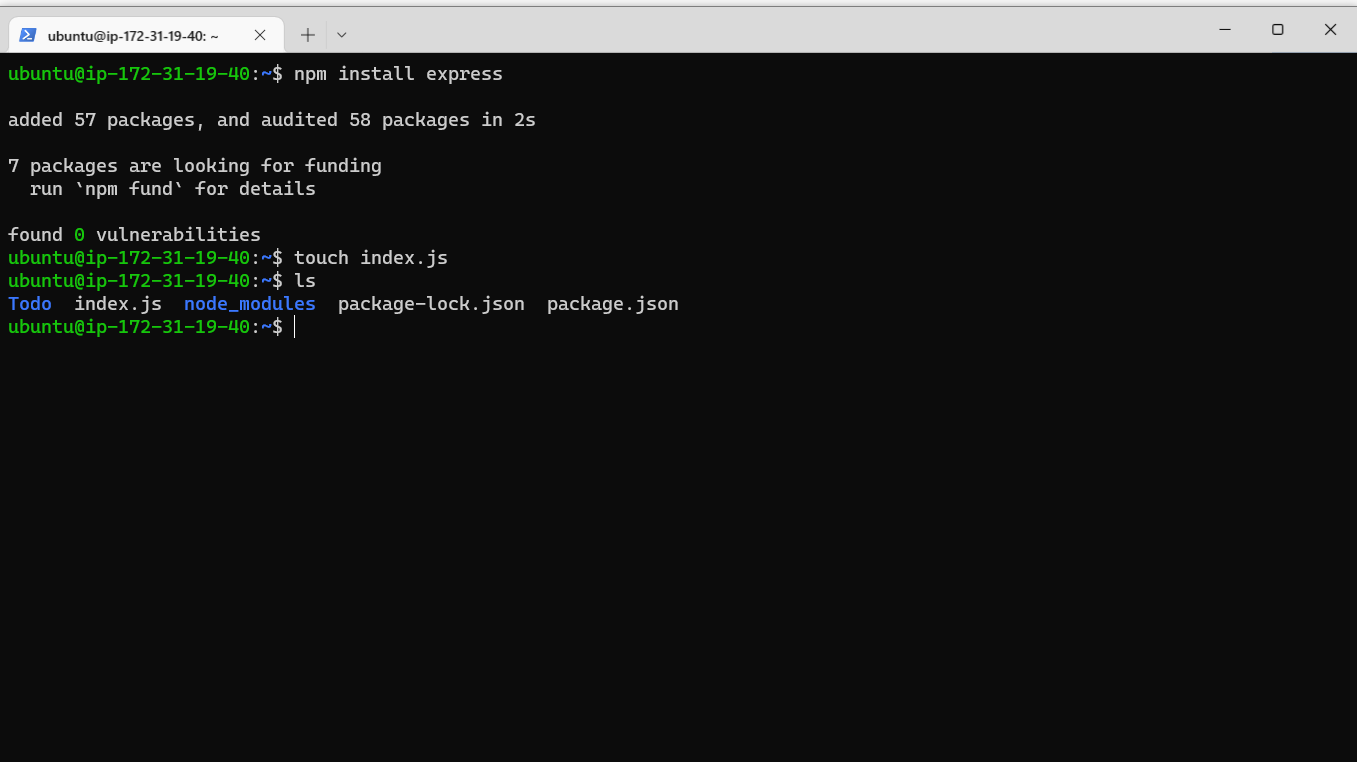 ubuntu@ip-172-31-19-40: ~
ubuntu@ip-172-31-19-40:~$ npm install express
added 57 packages, and audited 58 packages in 2s
7 packages are looking for funding
  run `npm fund` for details
found 0 vulnerabilities
ubuntu@ip-172-31-19-40:~$ touch index.js
ubuntu@ip-172-31-19-40:~$ ls
Todo  index.js  node_modules  package-lock.json  package.json
ubuntu@ip-172-31-19-40:~$